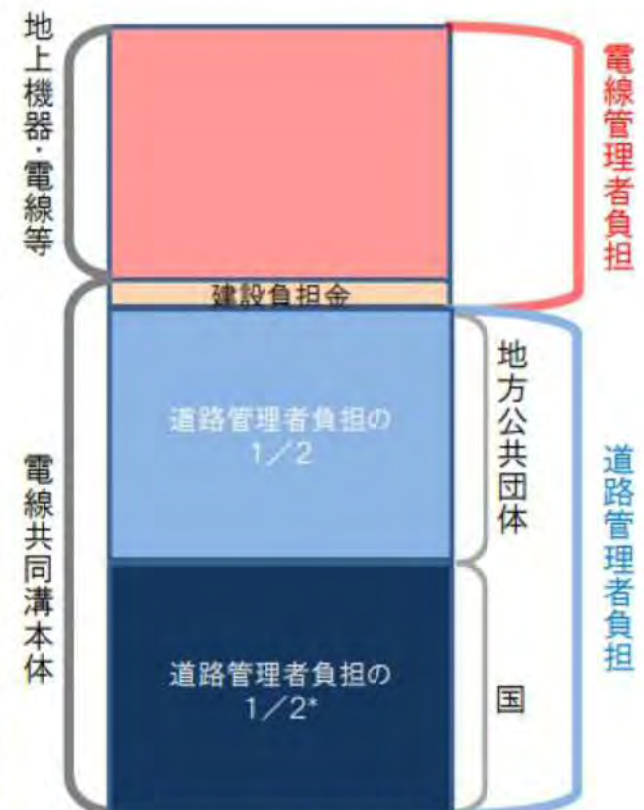 地上機器・電線等
電線管理者負担
建設負担金
電線共同溝本体
道路管理者負担の
1／2
地方公共団体
道路管理者負担
道路管理者負担の
1／2*
国